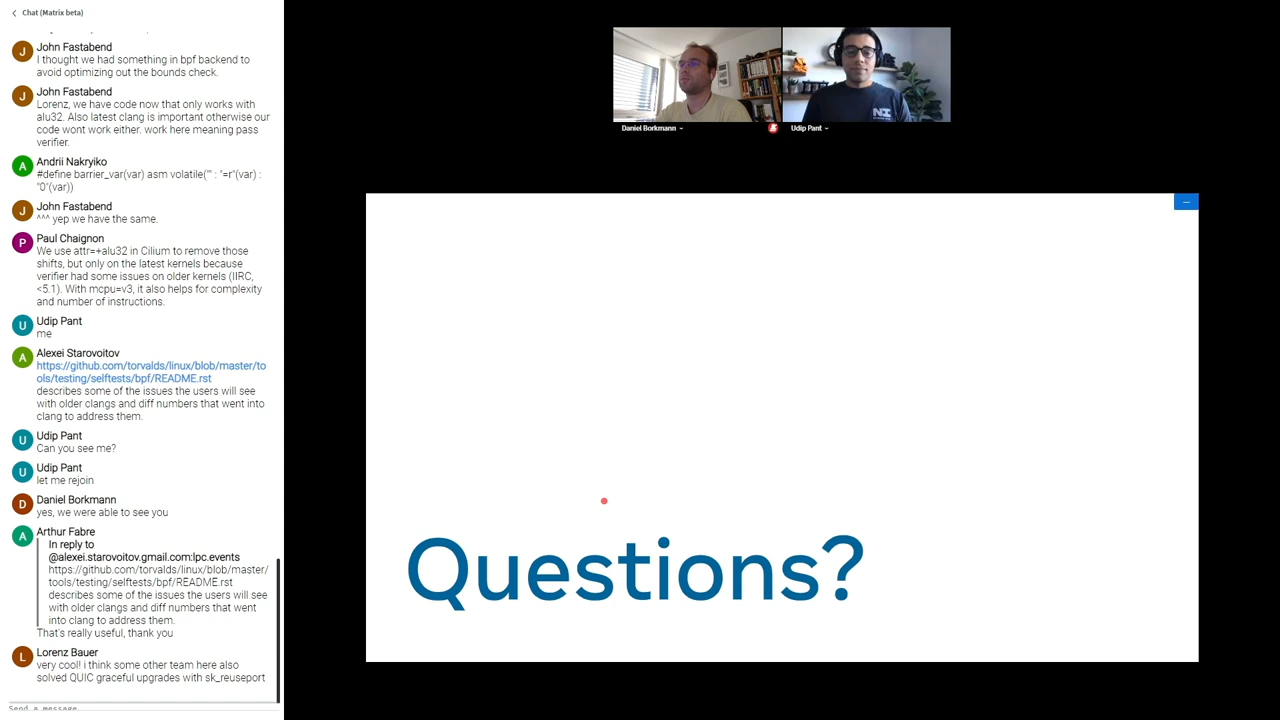 Chat (Matrix beta)
John Fastabend
I thought we had something in bpf backend to
avoid optimizing out the bounds check.
John Fastabend
Lorenz, we have code now that only works with
alu32. Also latest clang is important otherwise our
code wont work either. work here meaning pass
verifier.
Andrii Nakryiko
#define barrier_var(var) asm volatile("" : "=r"(var) :
"0"(var))
John Fastabend
^^^ yep we have the same.
Paul Chaignon
We use attr=+alu32 in Cilium to remove those
shifts, but only on the latest kernels because
verifier had some issues on older kernels (IIRC,
<5.1). With mcpu=v3, it also helps for complexity
and number of instructions.
Udip Pant
me
Alexei Starovoitov
https://github.com/torvalds/linux/blob/master/to
ols/testing/selftests/bpf/README.rst
describes some of the issues the users will see
with older clangs and diff numbers that went into
clang to address them.
Udip Pant
Can you see me?
Udip Pant
let me rejoin
Daniel Borkmann
yes, we were able to see you
Arthur Fabre
In reply to
@alexei.starovoitov.gmail.com:lpc.events
https://github.com/torvalds/linux/blob/master/
tools/testing/selftests/bpf/README.rst
describes some of the issues the users will see
with older clangs and diff numbers that went
into clang to address them.
That's really useful, thank you
Lorenz Bauer
very cool! i think some other team here also
solved QUIC graceful upgrades with sk_reuseport
Send a message
Daniel Borkmann
Udip Pant
Questions?